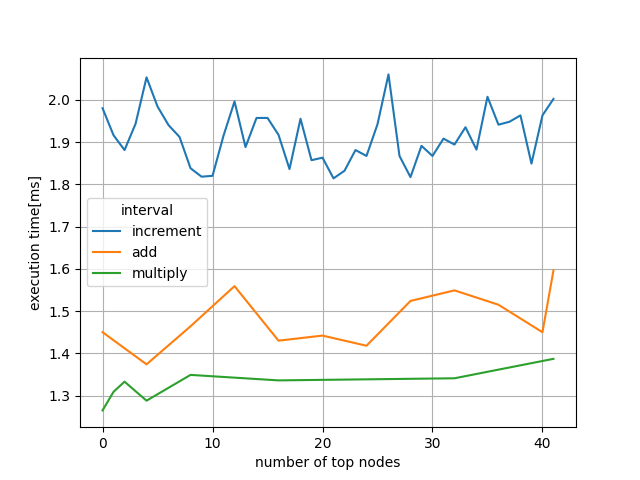 2.0
1.9
1.8
1.7
1.6
1.5
1.4
1.3
execution time[ms]
interval
increment
add
multiply
0 10 20 30 40
number of top nodes